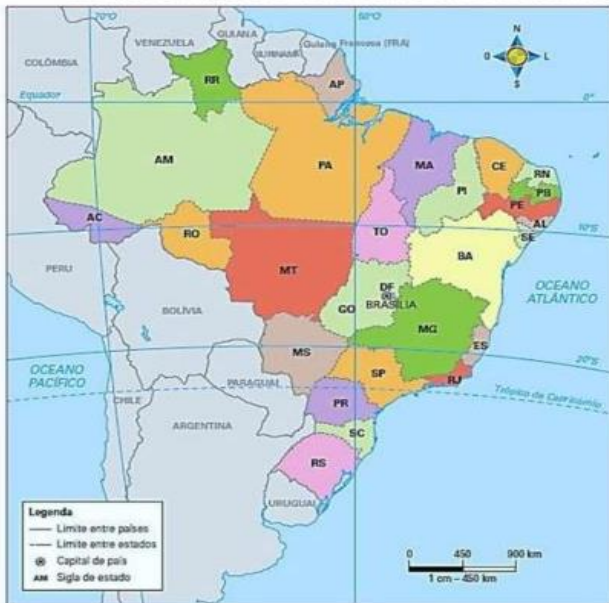 70°O
50°O
GUIANA
VENEZUELA
SURINAME
Guiana Francesa (FRA)
COLÔMBIA
N
O
L
S
RR
AP
Equador
0°
AM
PA
MA
CE
RN
PI
PB
PE
AC
AL
TO
SE
10°S
RO
PERU
BA
MT
DF
BRASÍLIA
OCEANO
ATLÂNTICO
BOLÍVIA
GO
MG
ES
MS
20°S
OCEANO
PACÍFICO
SP
RJ
PARAGUAI
Trópico de Capricórnio
CHILE
PR
ARGENTINA
SC
RS
URUGUAI
Legenda
Limite entre países
Limite entre estados
Capital de país
AM Sigla de estado
0 450 900 km
1 cm – 450 km